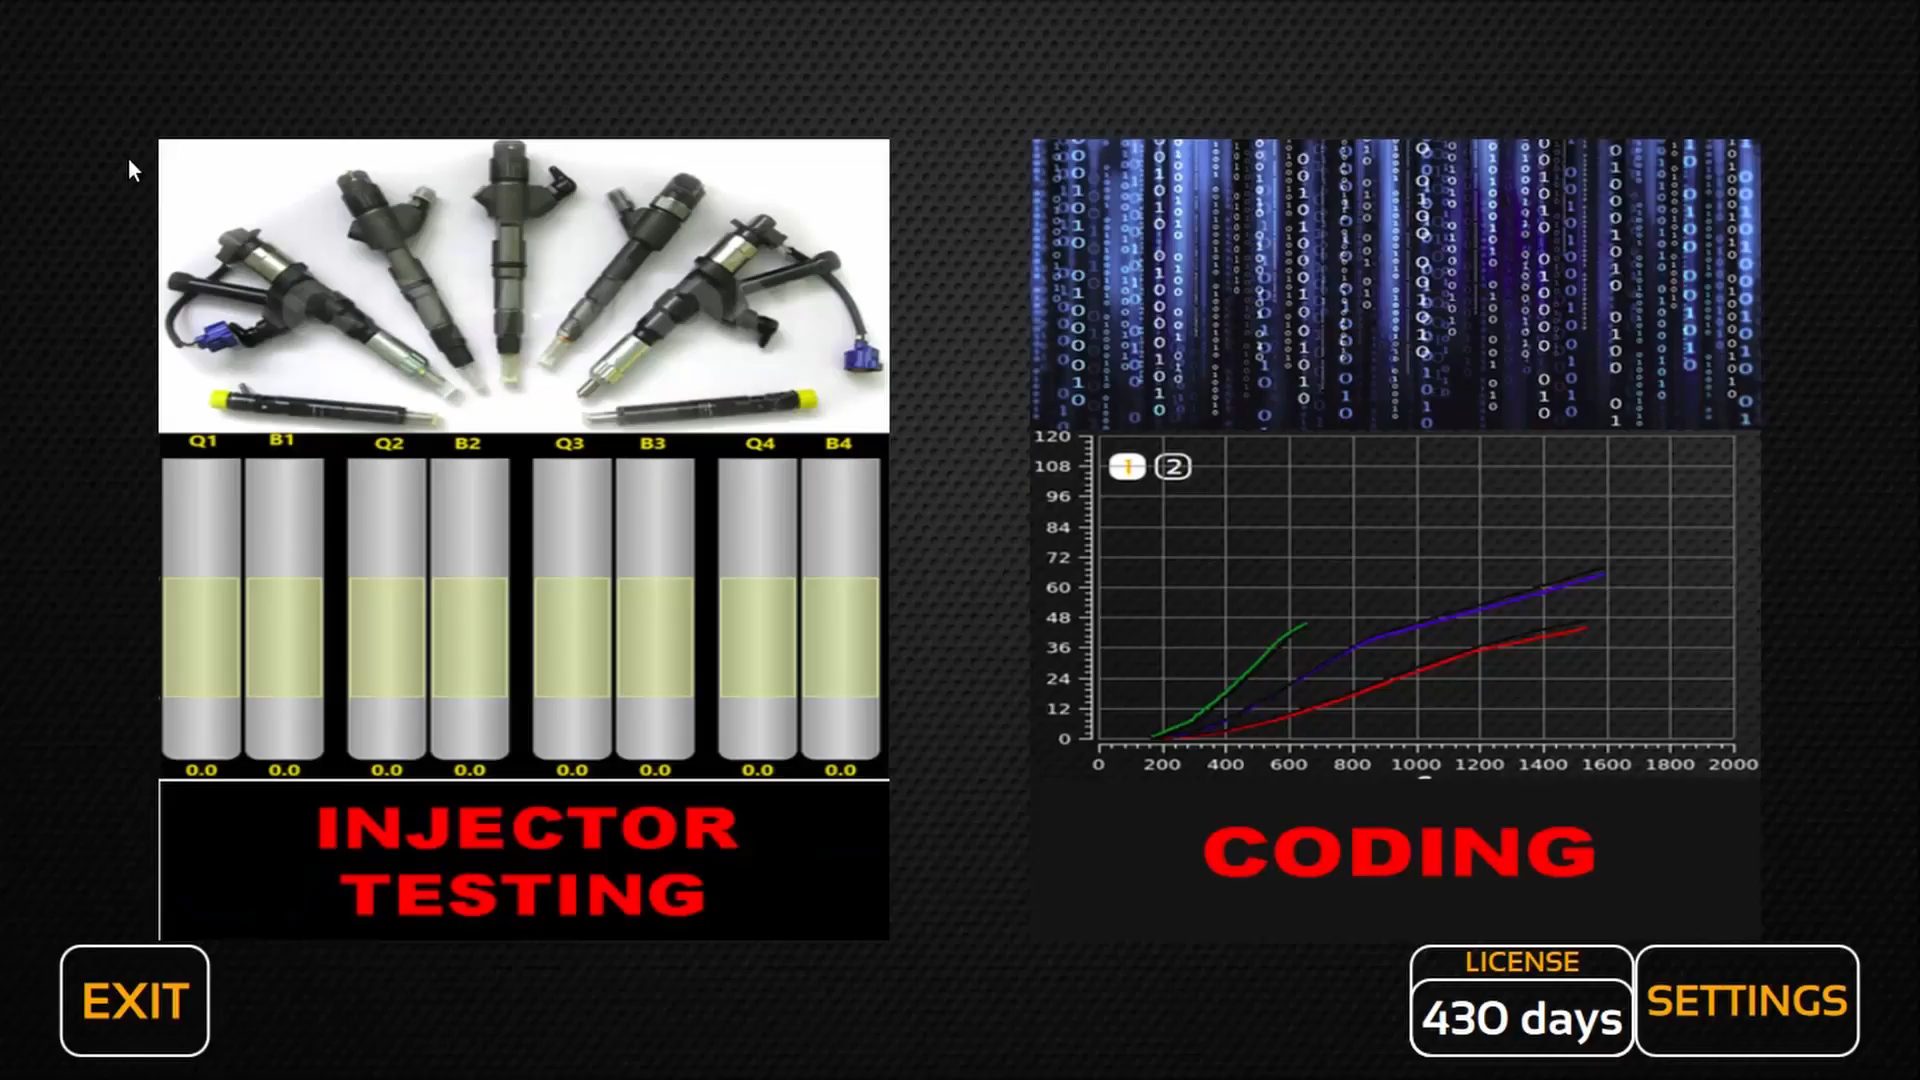 Q1 B1 Q2 B2 Q3 B3 Q4 B4
0.0 0.0 0.0 0.0 0.0 0.0 0.0 0.0
INJECTOR
TESTING
120
108
96
84
72
60
48
36
24
12
0
1 2
0 200 400 600 800 1000 1200 1400 1600 1800 2000
CODING
EXIT
LICENSE
430 days
SETTINGS